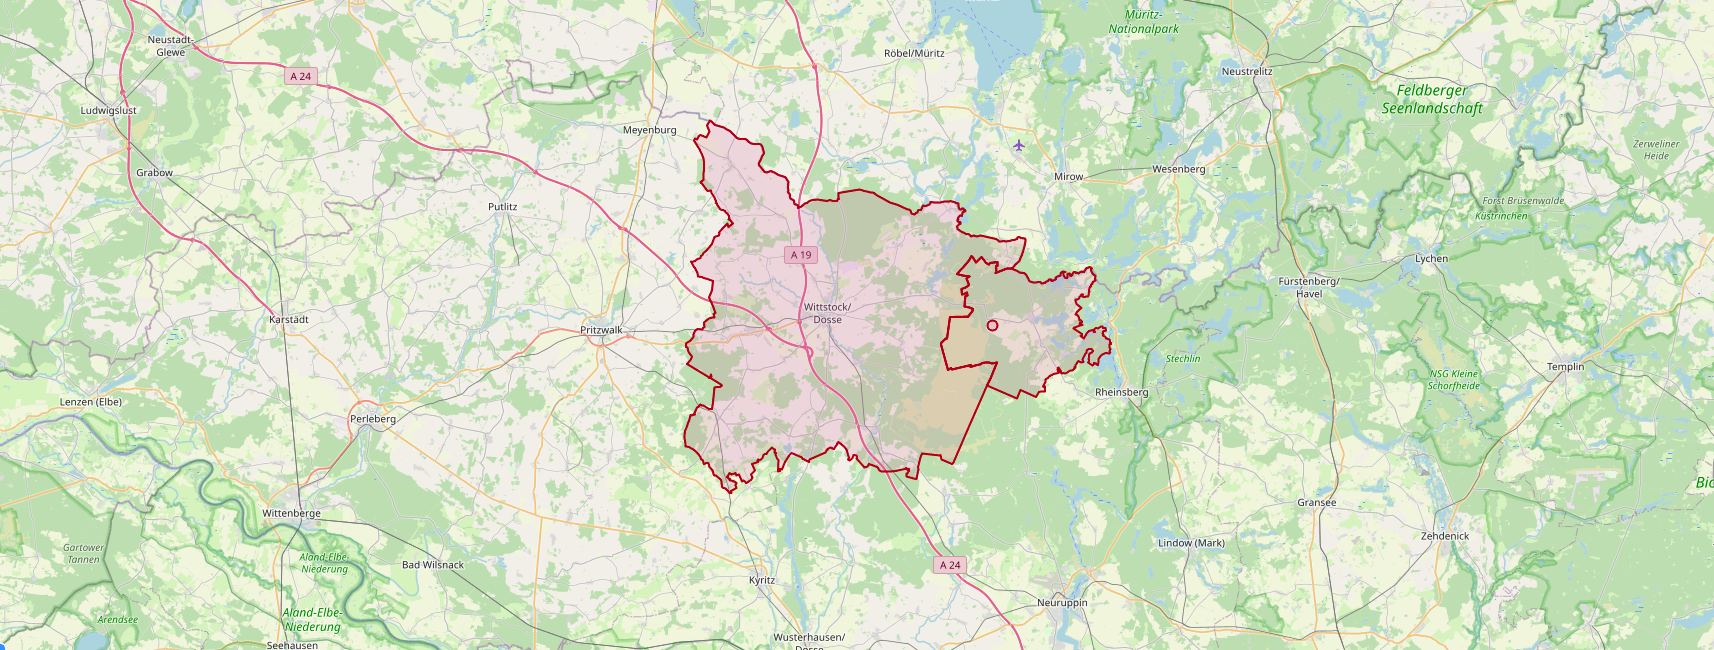 Neustadt-
Glewe
Röbel/Müritz
Müritz-
Nationalpark
Neustrelitz
A 24
Feldberger
Seenlandschaft
Ludwigslust
Meyenburg
Zerweliner
Heide
Grabow
Mirow
Wesenberg
Putlitz
Forst Brüsenwalde
Küstrinchen
A 19
Lychen
Fürstenberg/
Havel
Karstädt
Wittstock/
Dosse
Pritzwalk
Stechlin
Templin
NSG Kleine
Schorfheide
Rheinsberg
Lenzen (Elbe)
Perleberg
Bio
Gransee
Wittenberge
Zehdenick
Lindow (Mark)
Gartower
Tannen
Aland-Elbe-
Niederung
Bad Wilsnack
A 24
Kyritz
Neuruppin
Arendsee
Aland-Elbe-
Niederung
Seehausen
Wusterhausen/
Dosse